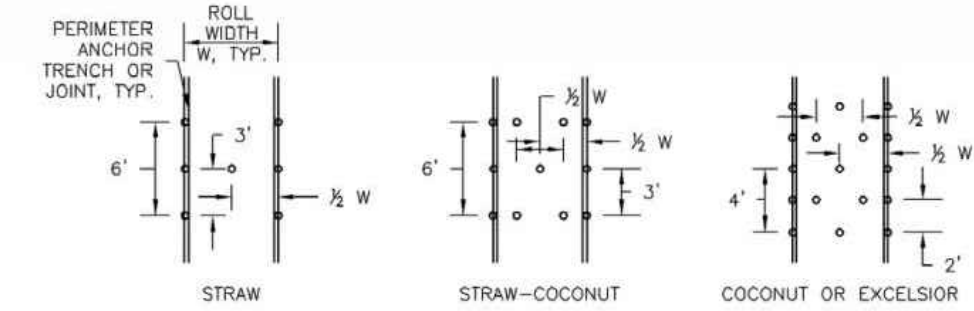 PERIMETER
ANCHOR
TRENCH OR
JOINT, TYP.
ROLL
WIDTH
W, TYP.
6'
3'
½ W
STRAW
½ W
½ W
6'
3'
STRAW-COCONUT
½ W
½ W
4'
2'
COCONUT OR EXCELSIOR